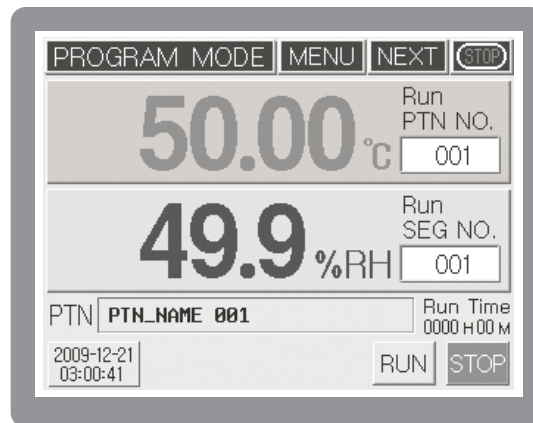 PROGRAM MODE MENU NEXT STOP
50.00 °C
Run
PTN NO.
001
49.9 %RH
Run
SEG NO.
001
PTN PTN_NAME 001
Run Time
0000 H 00 M
2009-12-21
03:00:41
RUN STOP